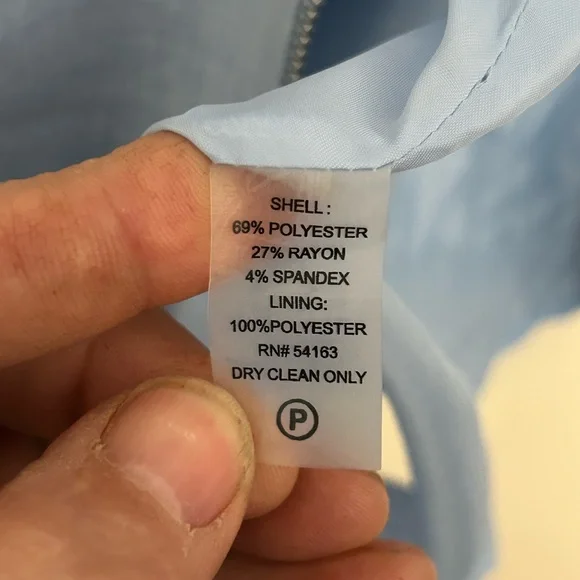 SHELL :
69% POLYESTER
27% RAYON
4% SPANDEX
LINING:
100%POLYESTER
RN# 54163
DRY CLEAN ONLY
P